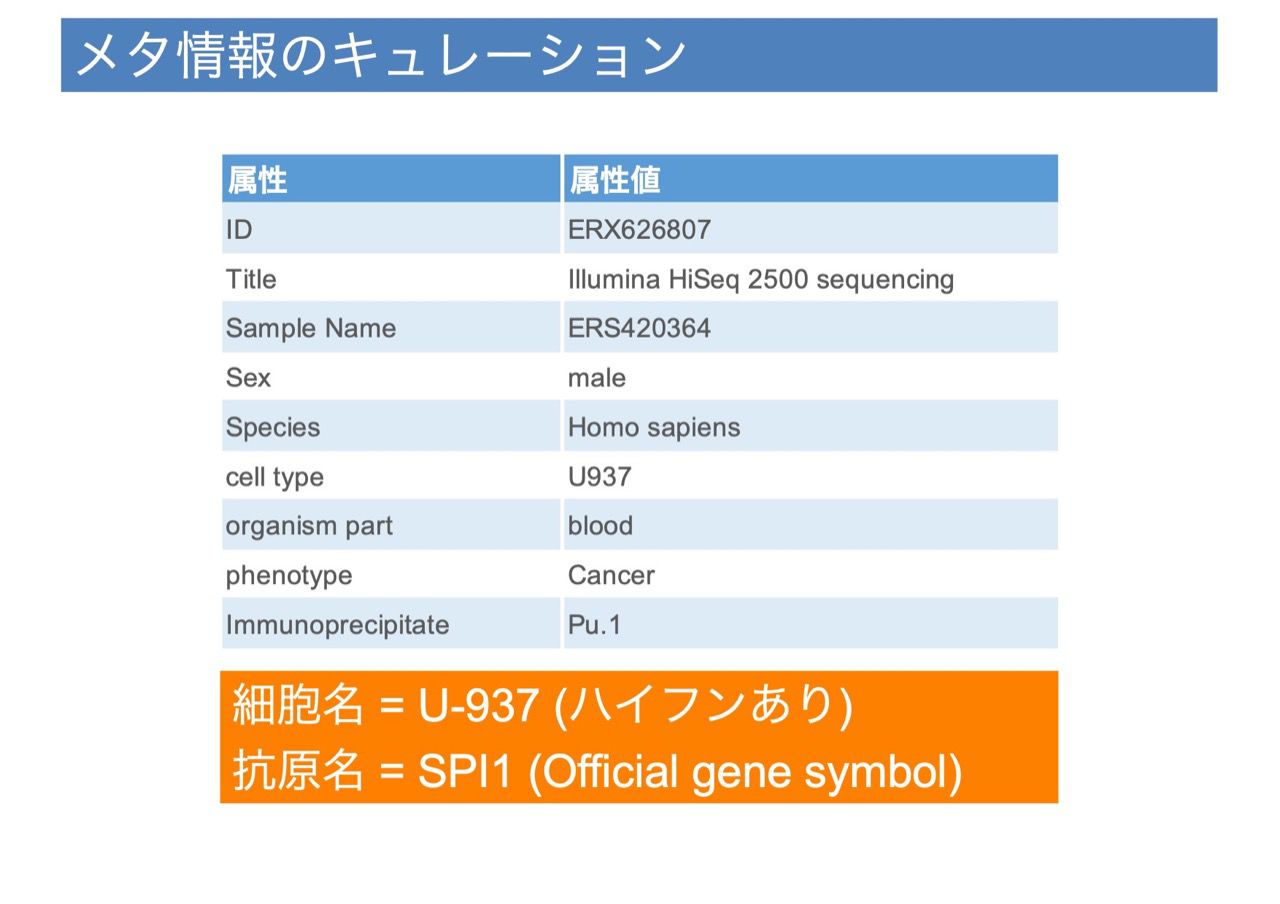 メタ情報のキュレーション
属性 属性値
ID ERX626807
Title Illumina HiSeq 2500 sequencing
Sample Name ERS420364
Sex male
Species Homo sapiens
cell type U937
organism part blood
phenotype Cancer
Immunoprecipitate Pu.1
細胞名 = U-937 (ハイフンあり)
抗原名 = SPI1 (Official gene symbol)